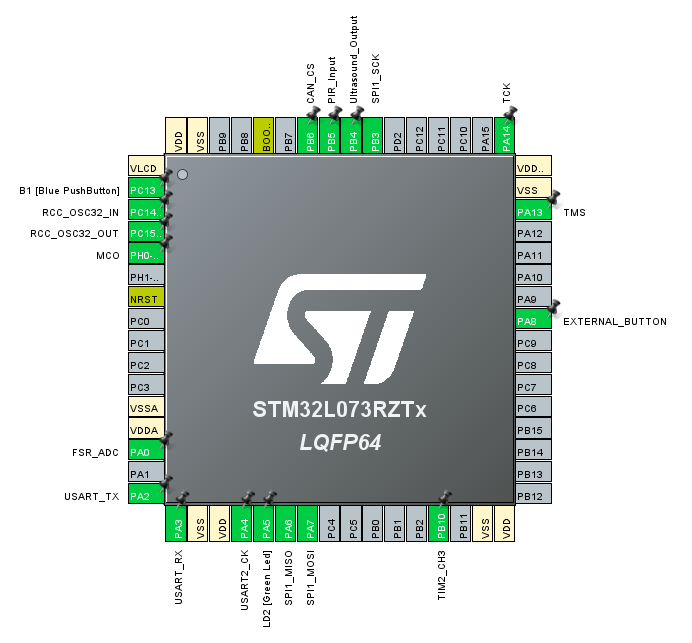 CAN_CS
PIR_Input
Ultrasound_Output
SPI1_SCK
TCK
VDD
VSS
PB9
PB8
BOO..
PB7
PB6
PB5
PB4
PB3
PD2
PC12
PC11
PC10
PA15
PA14
VLCD
B1 [Blue PushButton] PC13
RCC_OSC32_IN PC14..
RCC_OSC32_OUT PC15..
MCO PH0-..
PH1-..
NRST
PC0
PC1
PC2
PC3
VSSA
VDDA
FSR_ADC PA0
PA1
USART_TX PA2
VDD..
VSS
PA13 TMS
PA12
PA11
PA10
PA9
PA8 EXTERNAL_BUTTON
PC9
PC8
PC7
PC6
PB15
PB14
PB13
PB12
ST
STM32L073RZTx
LQFP64
PA3
VSS
VDD
PA4
PA5
PA6
PA7
PC4
PC5
PB0
PB1
PB2
PB10
PB11
VSS
VDD
USART_RX
USART2_CK
LD2 [Green Led]
SPI1_MISO
SPI1_MOSI
TIM2_CH3